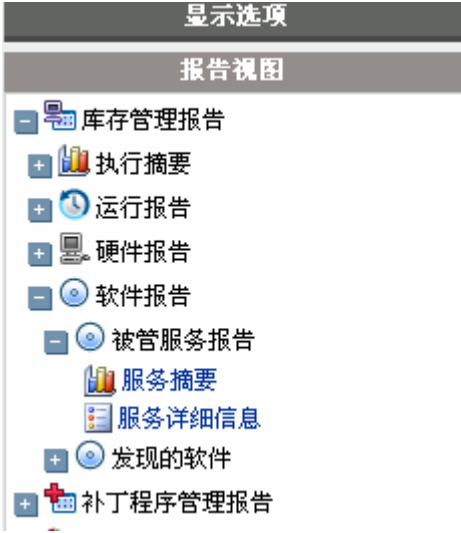 显示选项
报告视图
库存管理报告
执行摘要
运行报告
硬件报告
软件报告
被管服务报告
服务摘要
服务详细信息
发现的软件
补丁程序管理报告